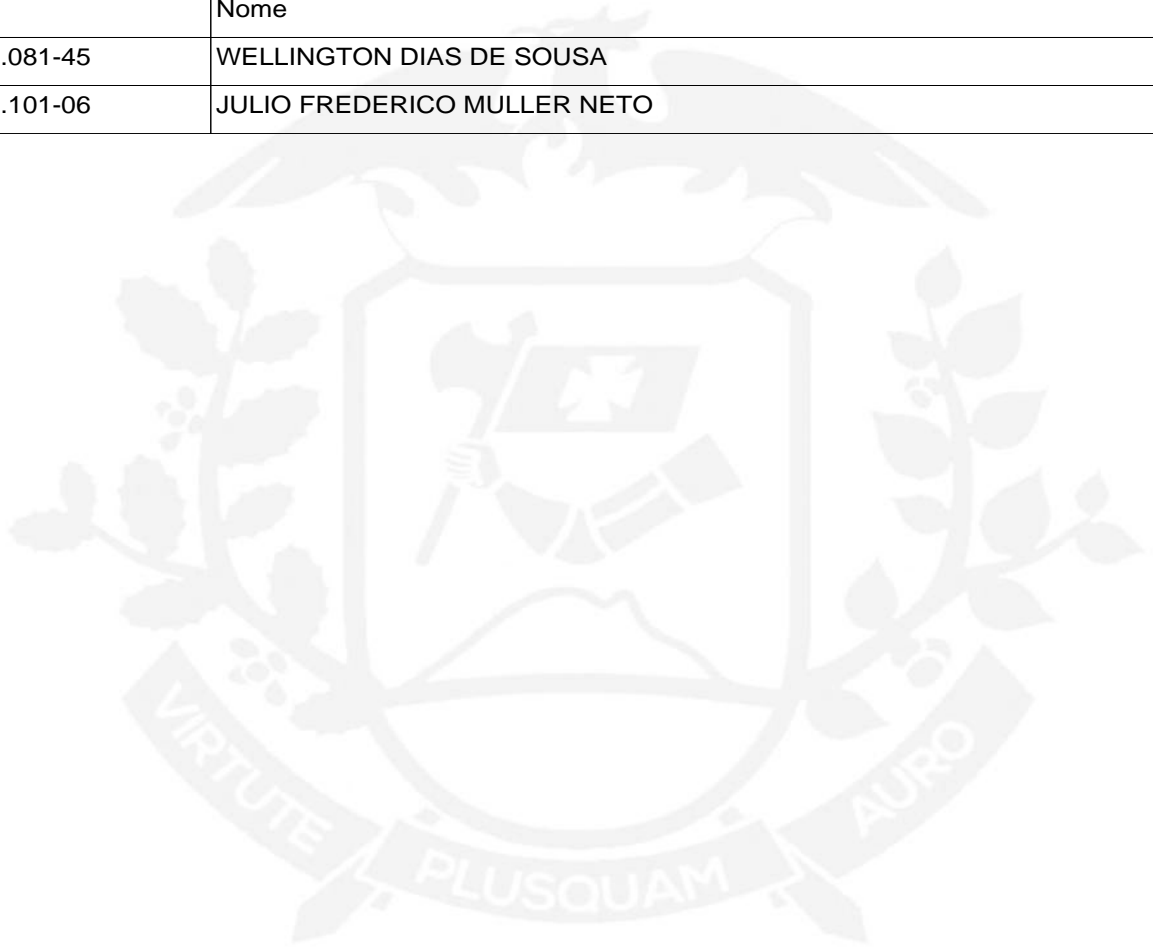 Nome
.081-45 WELLINGTON DIAS DE SOUSA
.101-06 JULIO FREDERICO MULLER NETO
VIRTUTE PLUSQUAM AURO